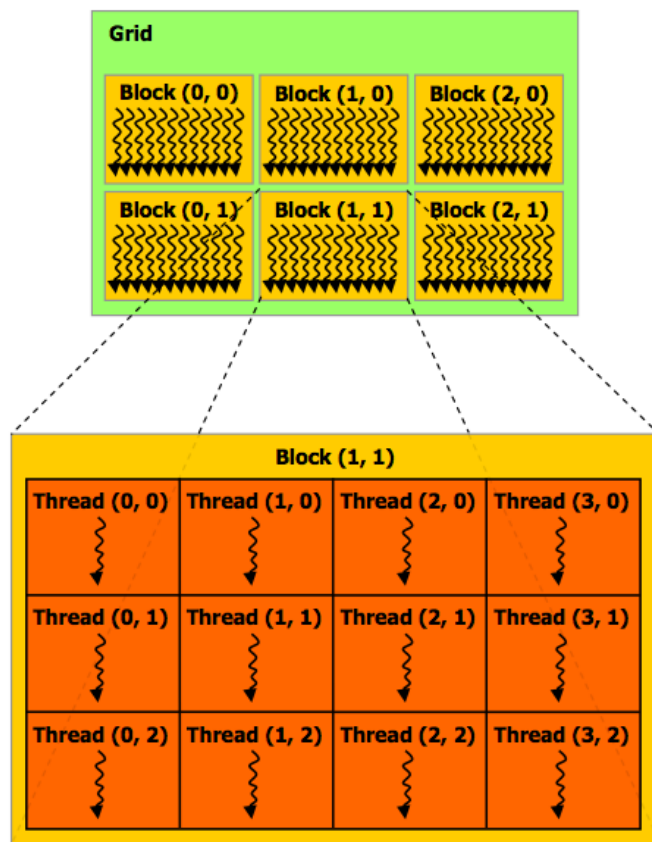 Grid
Block (0, 0) Block (1, 0) Block (2, 0)
Block (0, 1) Block (1, 1) Block (2, 1)
Block (1, 1)
Thread (0, 0) Thread (1, 0) Thread (2, 0) Thread (3, 0)
Thread (0, 1) Thread (1, 1) Thread (2, 1) Thread (3, 1)
Thread (0, 2) Thread (1, 2) Thread (2, 2) Thread (3, 2)